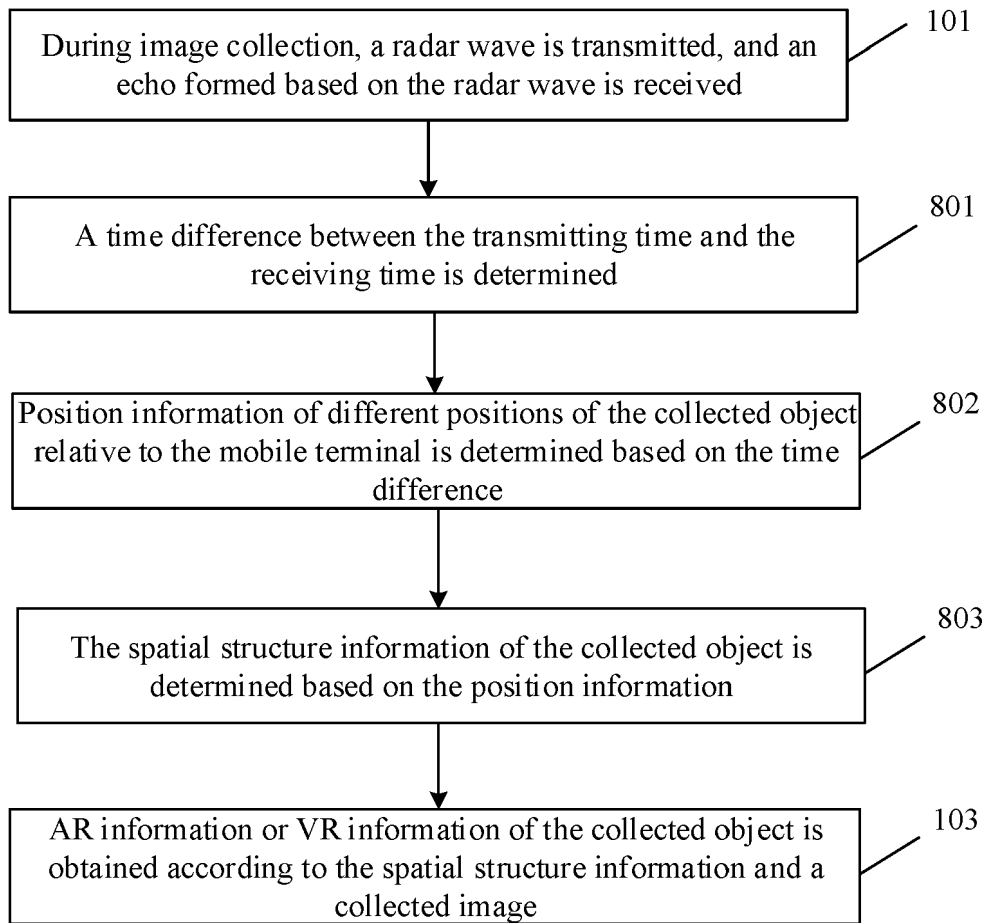 During image collection, a radar wave is transmitted, and an
echo formed based on the radar wave is received
101
A time difference between the transmitting time and the
receiving time is determined
801
Position information of different positions of the collected object
relative to the mobile terminal is determined based on the time
difference
802
The spatial structure information of the collected object is
determined based on the position information
803
AR information or VR information of the collected object is
obtained according to the spatial structure information and a
collected image
103